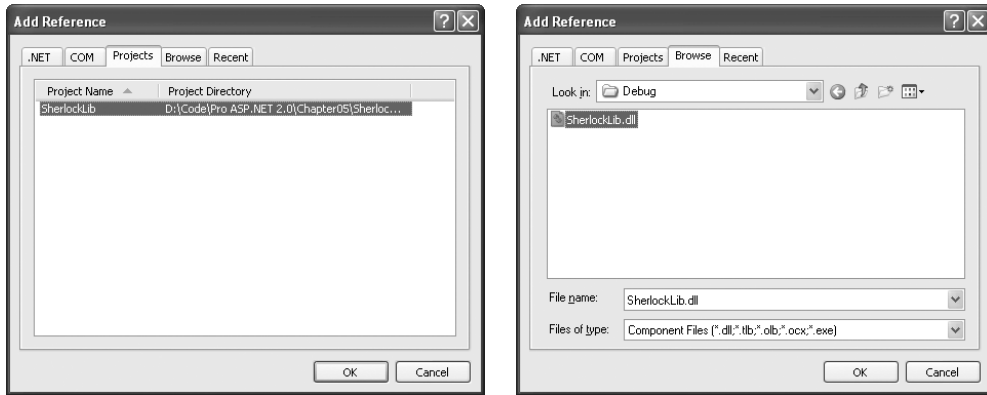 Add Reference
.NET COM Projects Browse Recent
Project Name Project Directory
SherlockLib D:\Code\Pro ASP.NET 2.0\Chapter05\Sherloc...
OK Cancel
Add Reference
.NET COM Projects Browse Recent
Look in: Debug
SherlockLib.dll
File name: SherlockLib.dll
Files of type: Component Files (*.dll;*.tlb;*.olb;*.ocx;*.exe)
OK Cancel